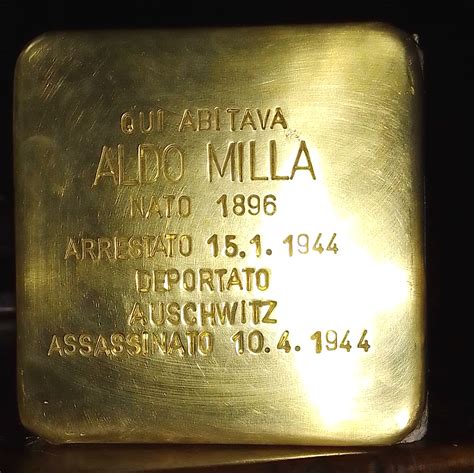 QUI ABITAVA
ALDO MILLA
NATO 1896
ARRESTATO 15.1.1944
DEPORTATO
AUSCHWITZ
ASSASSINATO 10.4.1944